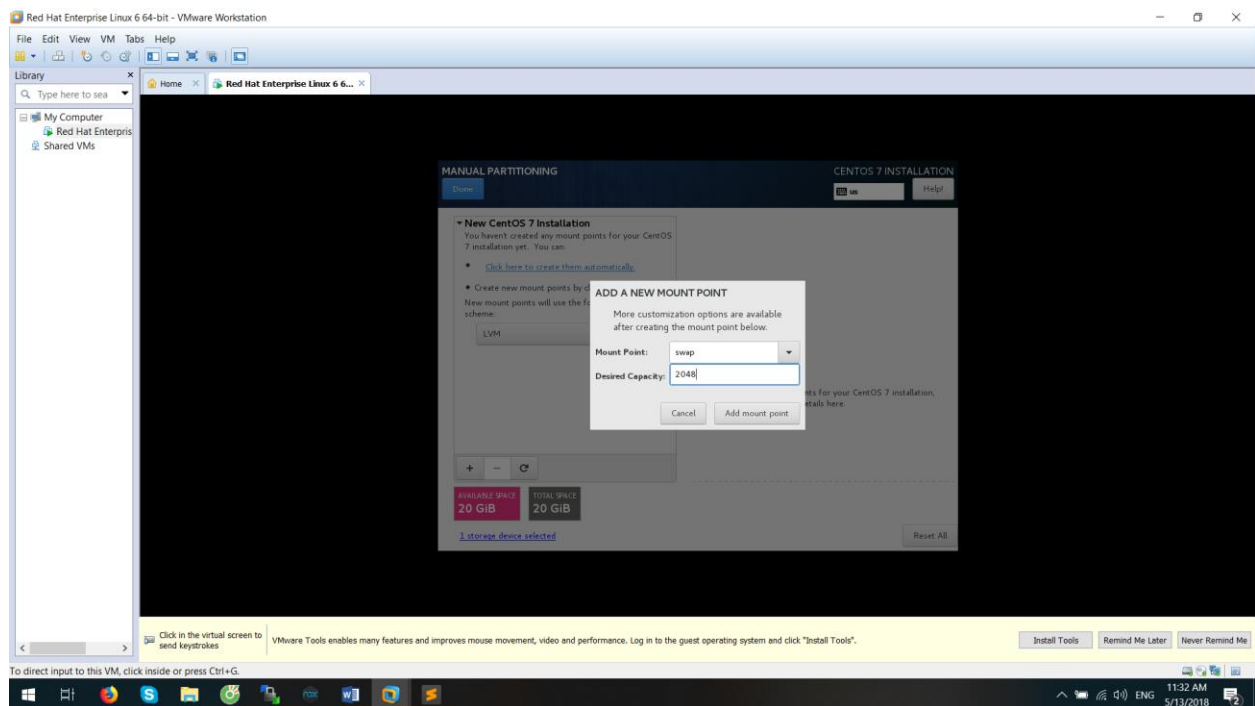 Red Hat Enterprise Linux 6 64-bit - VMware Workstation
File Edit View VM Tabs Help
Library
Type here to sea
My Computer
Red Hat Enterpris
Shared VMs
Home
Red Hat Enterprise Linux 6 6...
MANUAL PARTITIONING
CENTOS 7 INSTALLATION
Done
us
Help!
New CentOS 7 Installation
You haven't created any mount points for your CentOS
7 installation yet. You can:
Click here to create them automatically.
Create new mount points by
New mount points will use the
scheme:
LVM
ADD A NEW MOUNT POINT
More customization options are available
after creating the mount point below.
Mount Point: swap
Desired Capacity: 2048
Cancel Add mount point
for your CentOS 7 installation,
here.
+ -
AVAILABLE SPACE
20 GiB
TOTAL SPACE
20 GiB
1 storage device selected
Reset All
Click in the virtual screen to
send keystrokes
VMware Tools enables many features and improves mouse movement, video and performance. Log in to the guest operating system and click "Install Tools".
Install Tools Remind Me Later Never Remind Me
To direct input to this VM, click inside or press Ctrl+G.
ENG
11:32 AM
5/13/2018